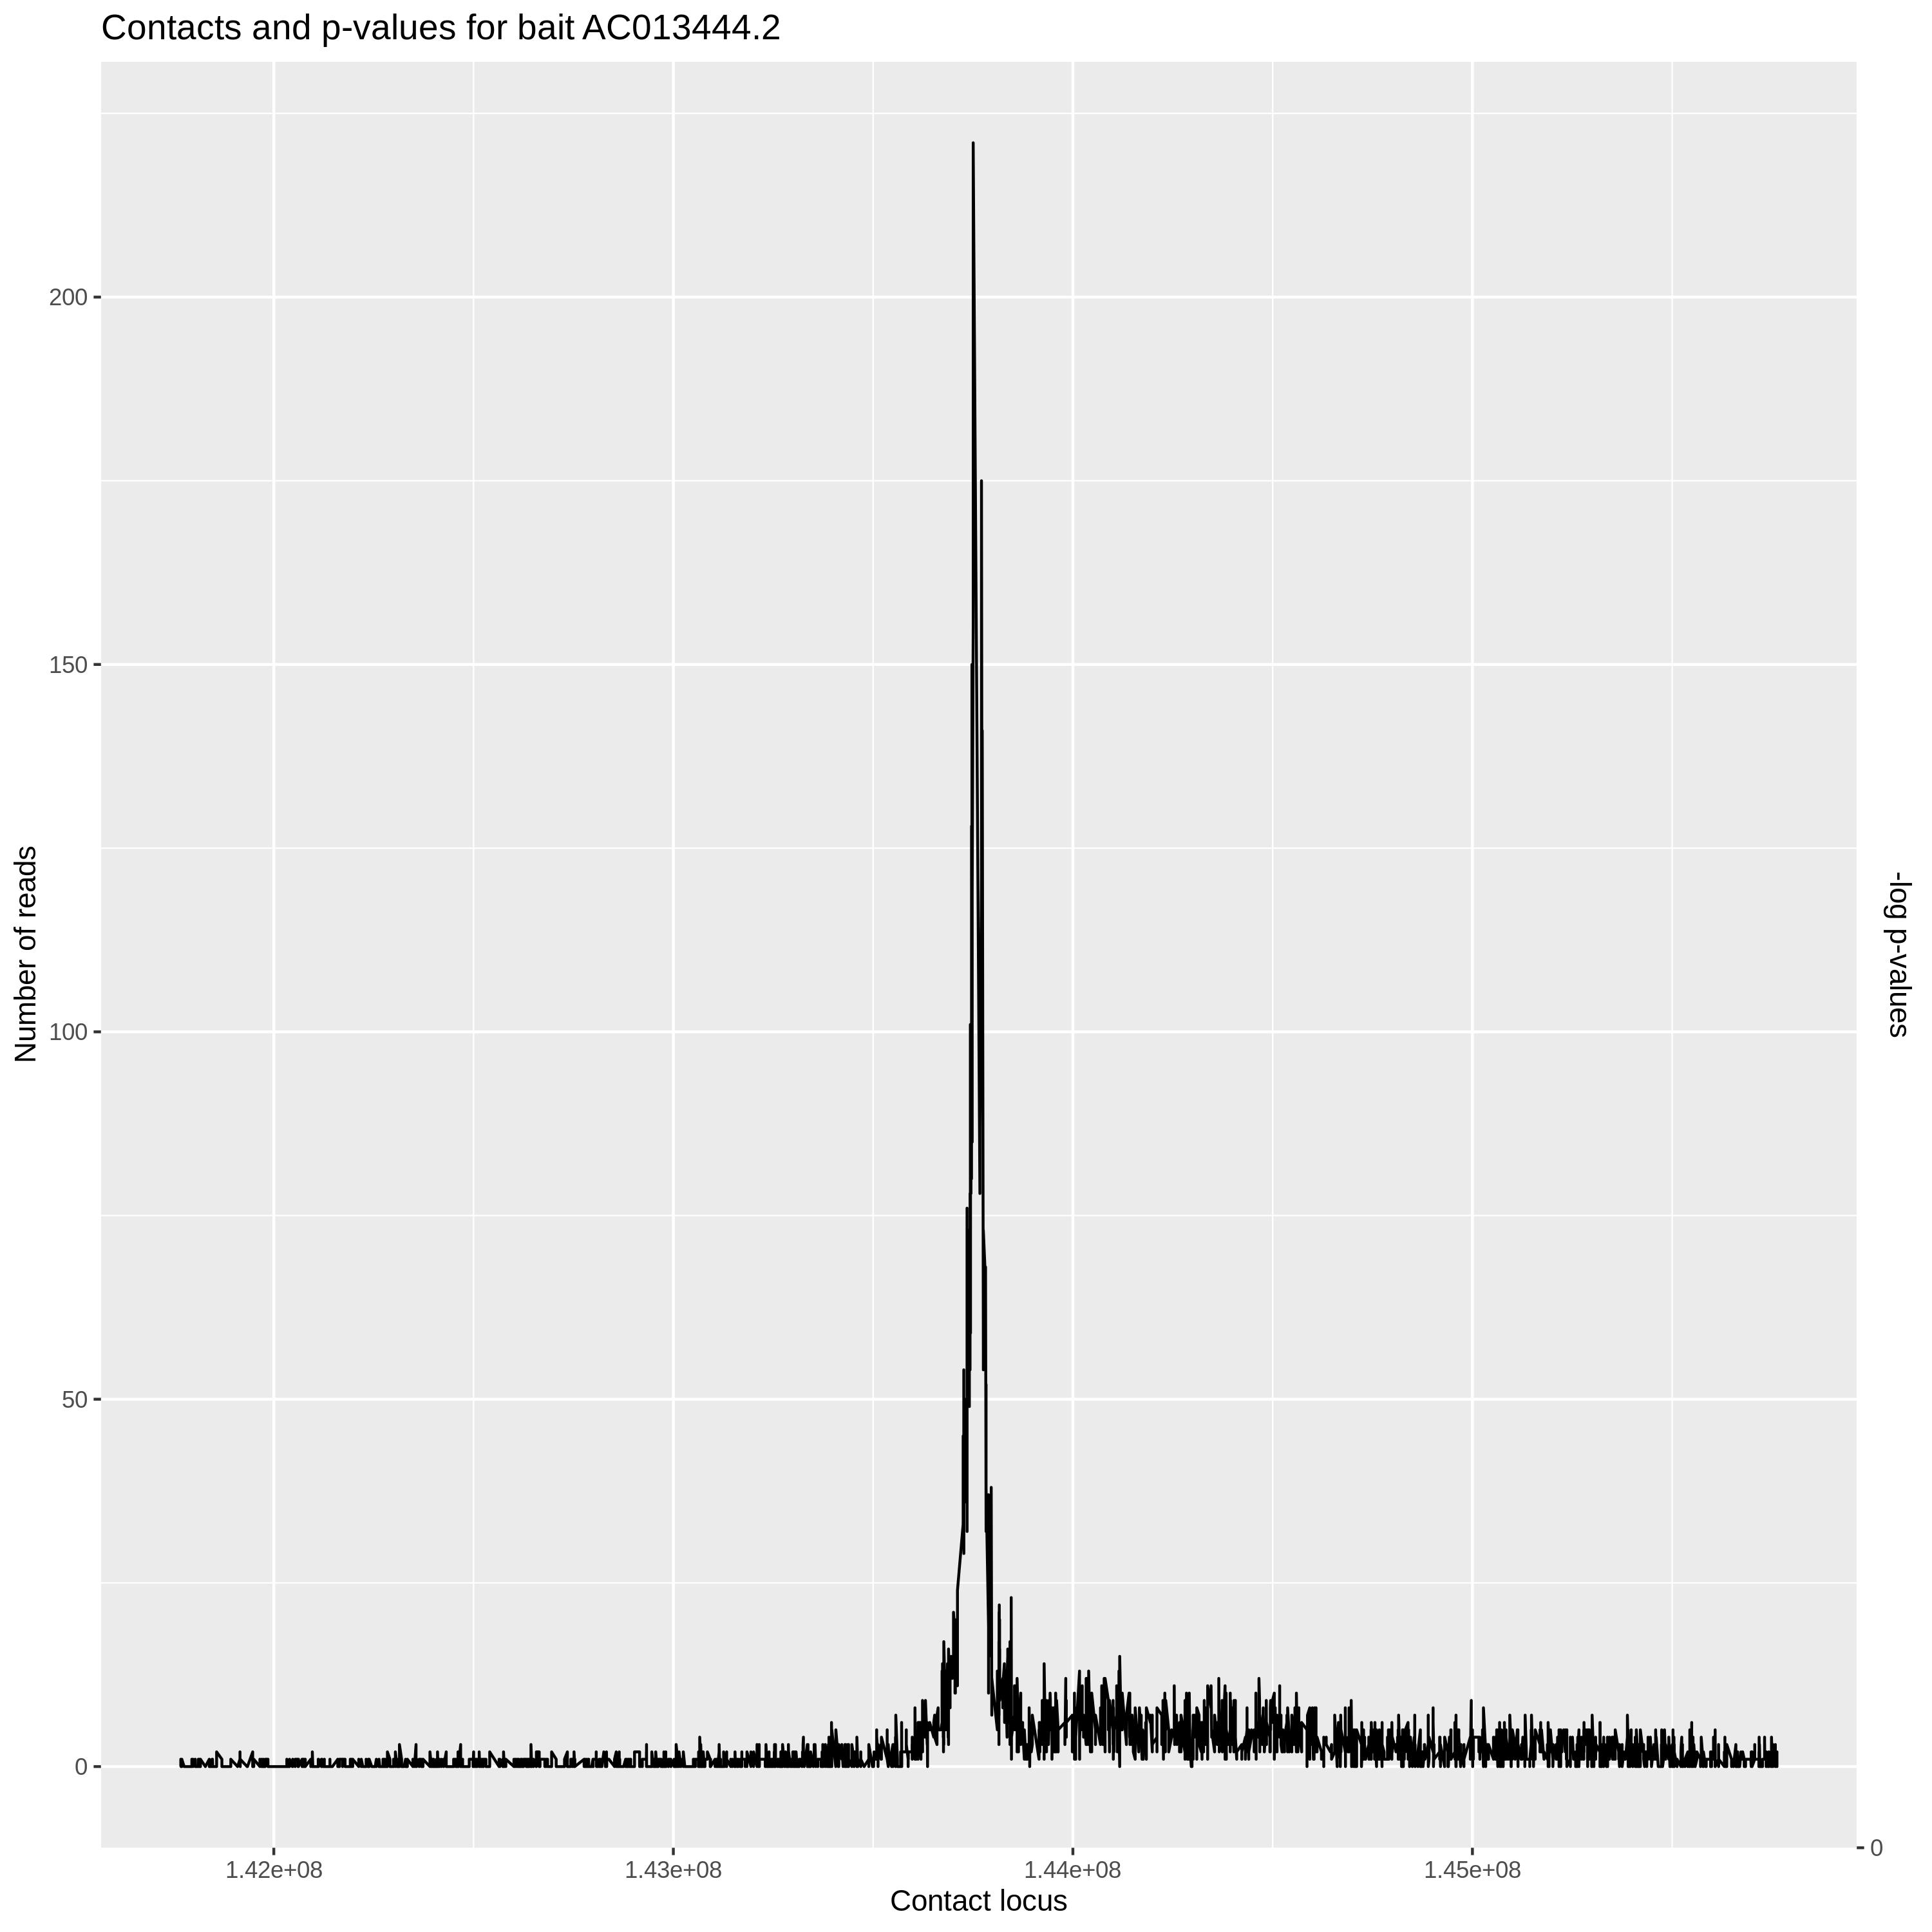 Contacts and p-values for bait AC013444.2
200
150
100
50
0
Number of reads
-log p-values
0
1.42e+08
1.43e+08
1.44e+08
1.45e+08
Contact locus